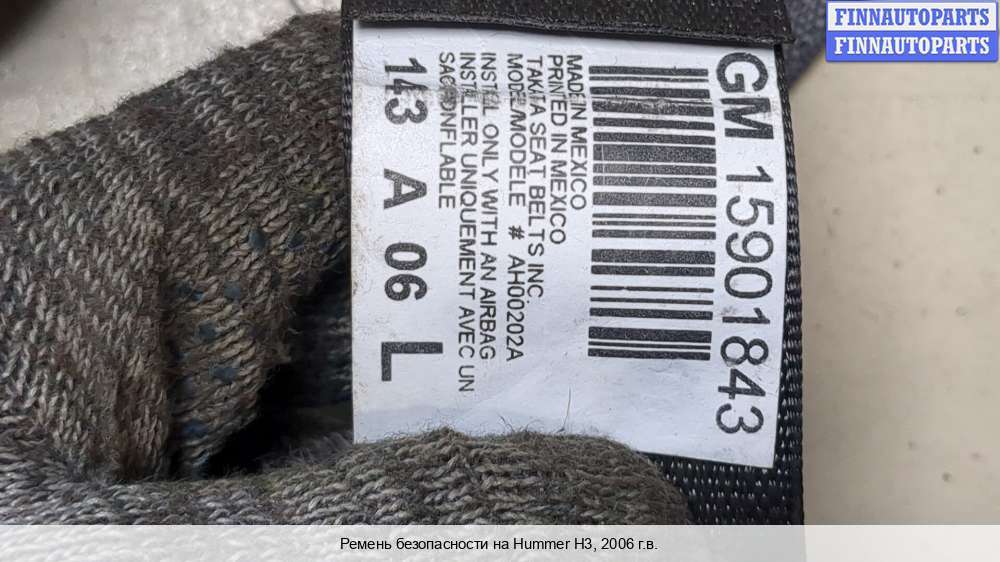 FINNAUTOPARTS
FINNAUTOPARTS
GM 15901843
MADE IN MEXICO
PRINTED IN MEXICO
TAKATA SEAT BELTS INC.
MODEL/MODELE # AH00202A
INSTALL ONLY WITH AN AIRBAG
INSTALLER UNIQUEMENT AVEC UN
SAC GONFLABLE
143 A 06 L
Ремень безопасности на Hummer H3, 2006 г.в.